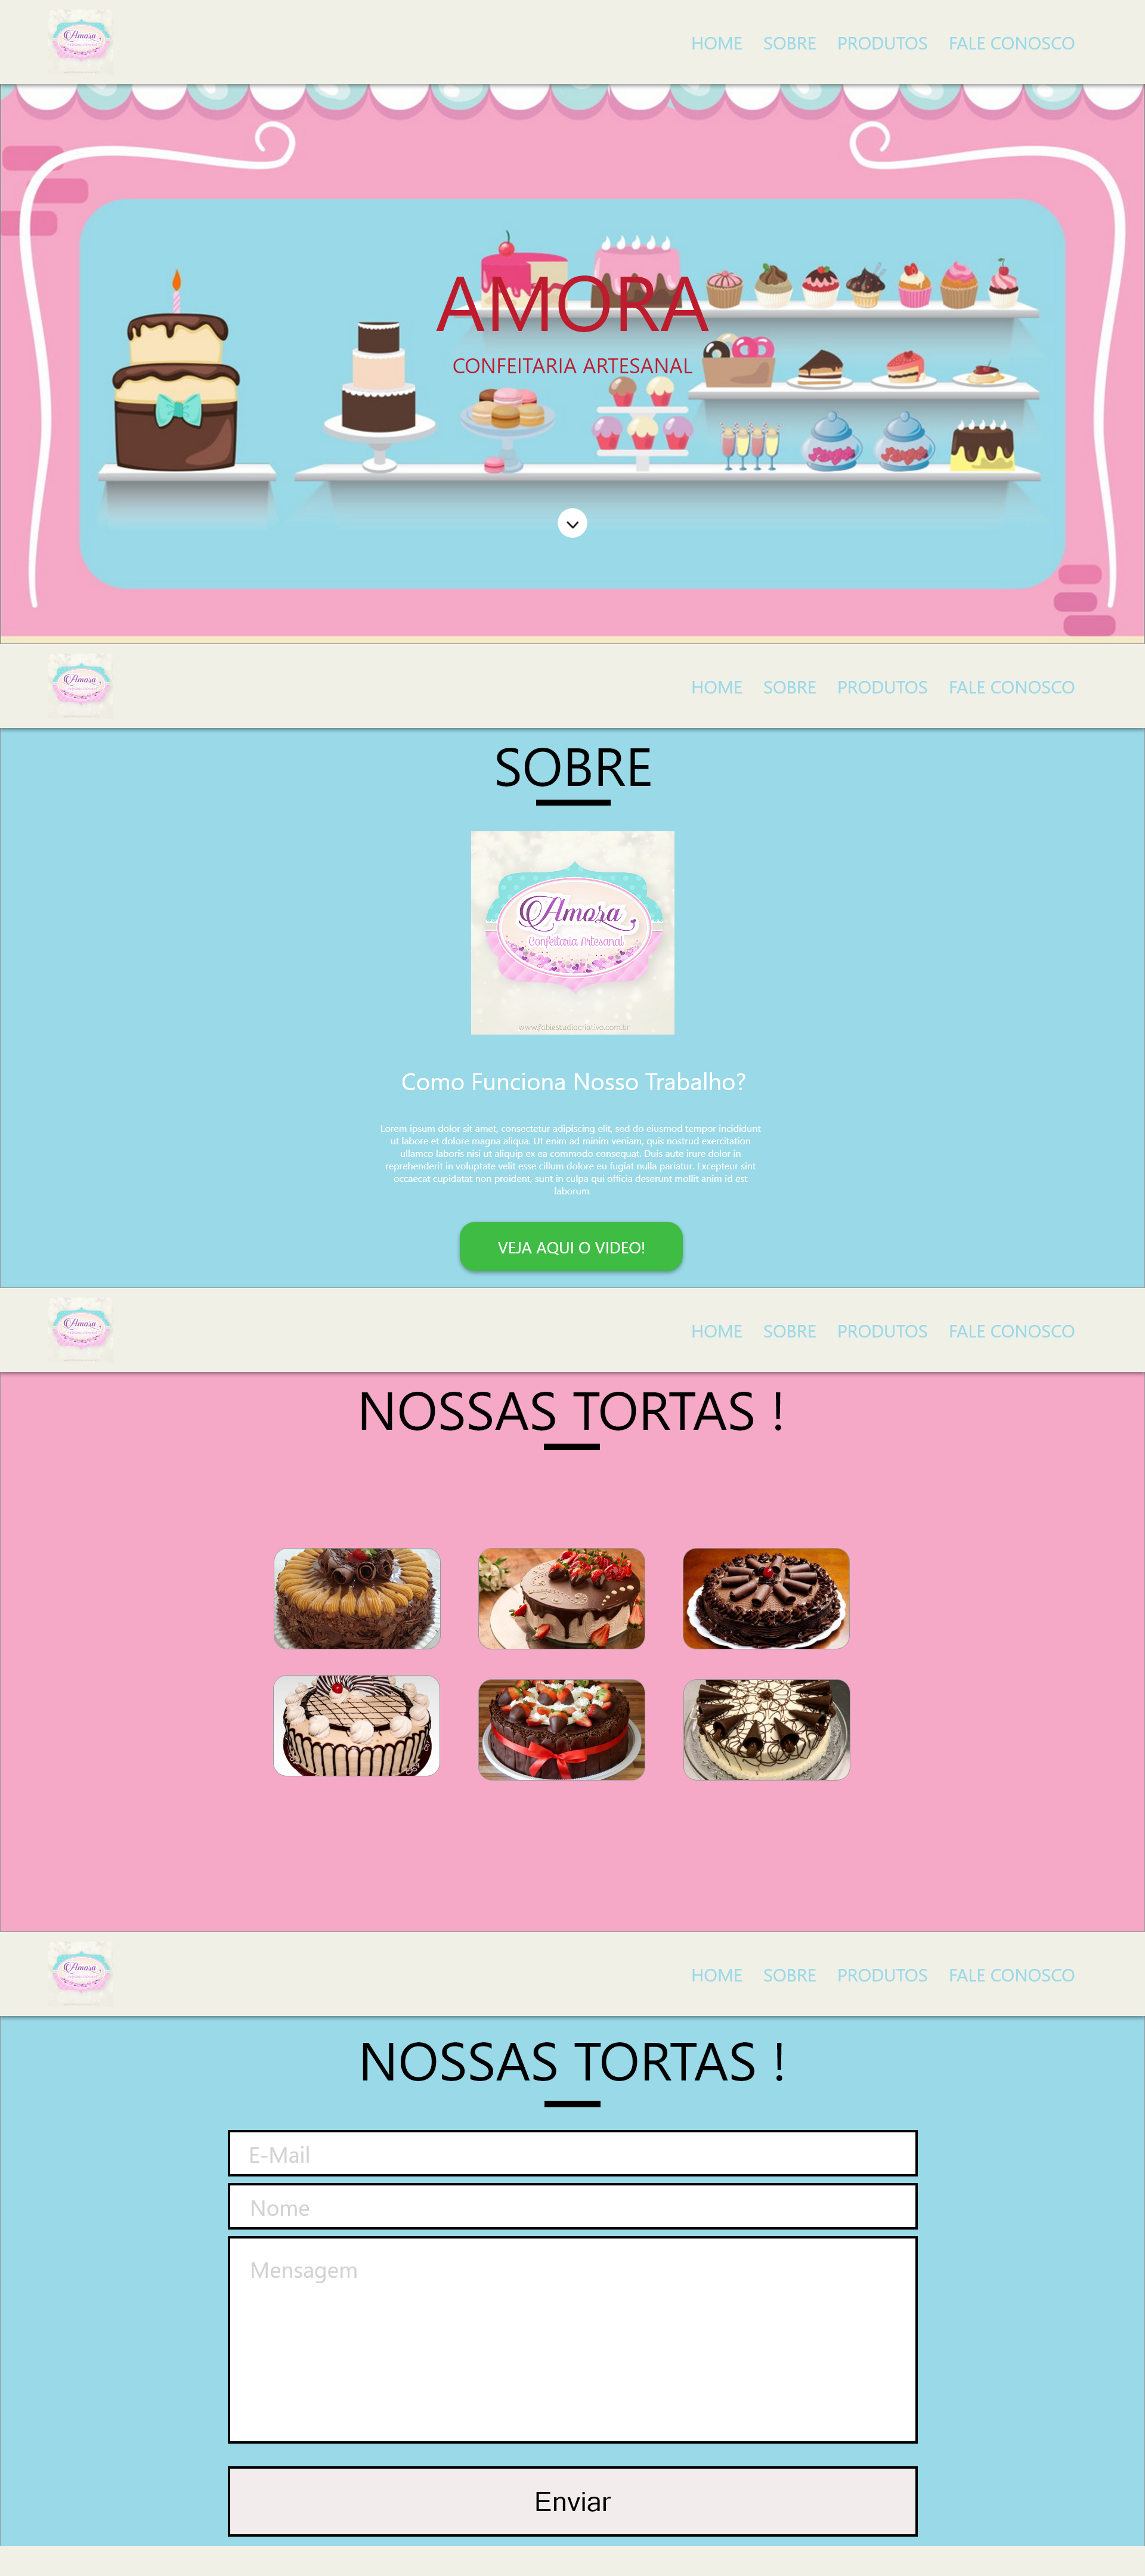 Amora
HOME SOBRE PRODUTOS FALE CONOSCO
AMORA
CONFEITARIA ARTESANAL
Amora
HOME SOBRE PRODUTOS FALE CONOSCO
SOBRE
Amora
Confeitaria Artesanal
www.fabiestudiocriativo.com.br
Como Funciona Nosso Trabalho?
Lorem ipsum dolor sit amet, consectetur adipiscing elit, sed do eiusmod tempor incididunt
ut labore et dolore magna aliqua. Ut enim ad minim veniam, quis nostrud exercitation
ullamco laboris nisi ut aliquip ex ea commodo consequat. Duis aute irure dolor in
reprehenderit in voluptate velit esse cillum dolore eu fugiat nulla pariatur. Excepteur sint
occaecat cupidatat non proident, sunt in culpa qui officia deserunt mollit anim id est
laborum
VEJA AQUI O VIDEO!
Amora
HOME SOBRE PRODUTOS FALE CONOSCO
NOSSAS TORTAS !
Amora
HOME SOBRE PRODUTOS FALE CONOSCO
NOSSAS TORTAS !
E-Mail
Nome
Mensagem
Enviar